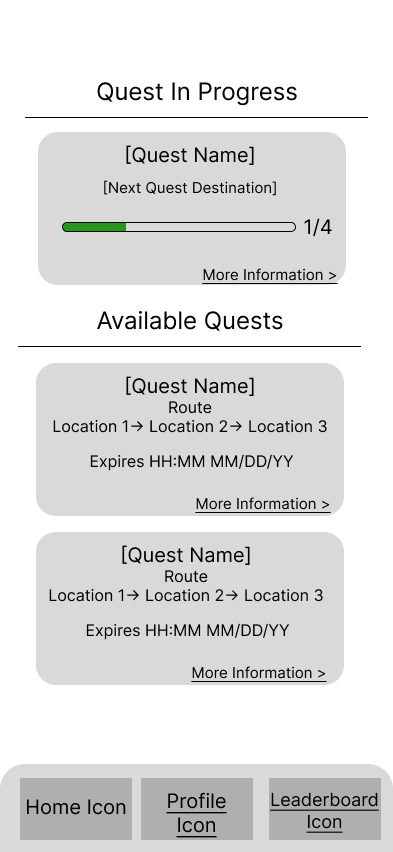 Quest In Progress
[Quest Name]
[Next Quest Destination]
1/4
More Information >
Available Quests
[Quest Name]
Route
Location 1→ Location 2→ Location 3
Expires HH:MM MM/DD/YY
More Information >
[Quest Name]
Route
Location 1→ Location 2→ Location 3
Expires HH:MM MM/DD/YY
More Information >
Home Icon
Profile
Icon
Leaderboard
Icon